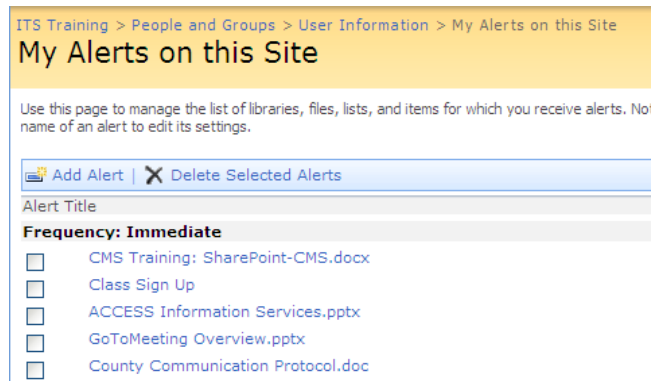 ITS Training > People and Groups > User Information > My Alerts on this Site
My Alerts on this Site
Use this page to manage the list of libraries, files, lists, and items for which you receive alerts.
name of an alert to edit its settings.
Add Alert | Delete Selected Alerts
Alert Title
Frequency: Immediate
CMS Training: SharePoint-CMS.docx
Class Sign Up
ACCESS Information Services.pptx
GoToMeeting Overview.pptx
County Communication Protocol.doc